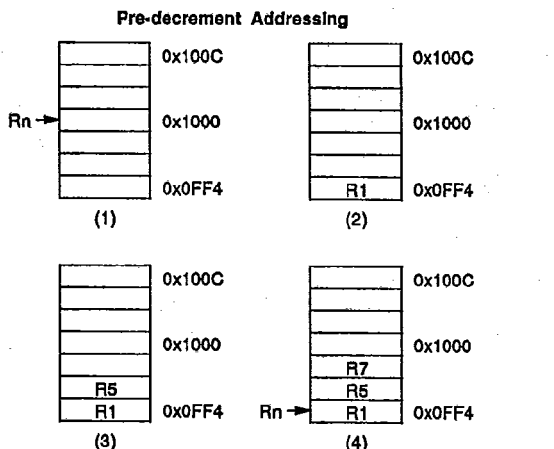 Pre-decrement Addressing
0x100C
Rn
0x1000
0x0FF4
(1)
0x100C
0x1000
R1
0x0FF4
(2)
0x100C
0x1000
R5
R1
0x0FF4
(3)
0x100C
0x1000
R7
R5
Rn
R1
0x0FF4
(4)